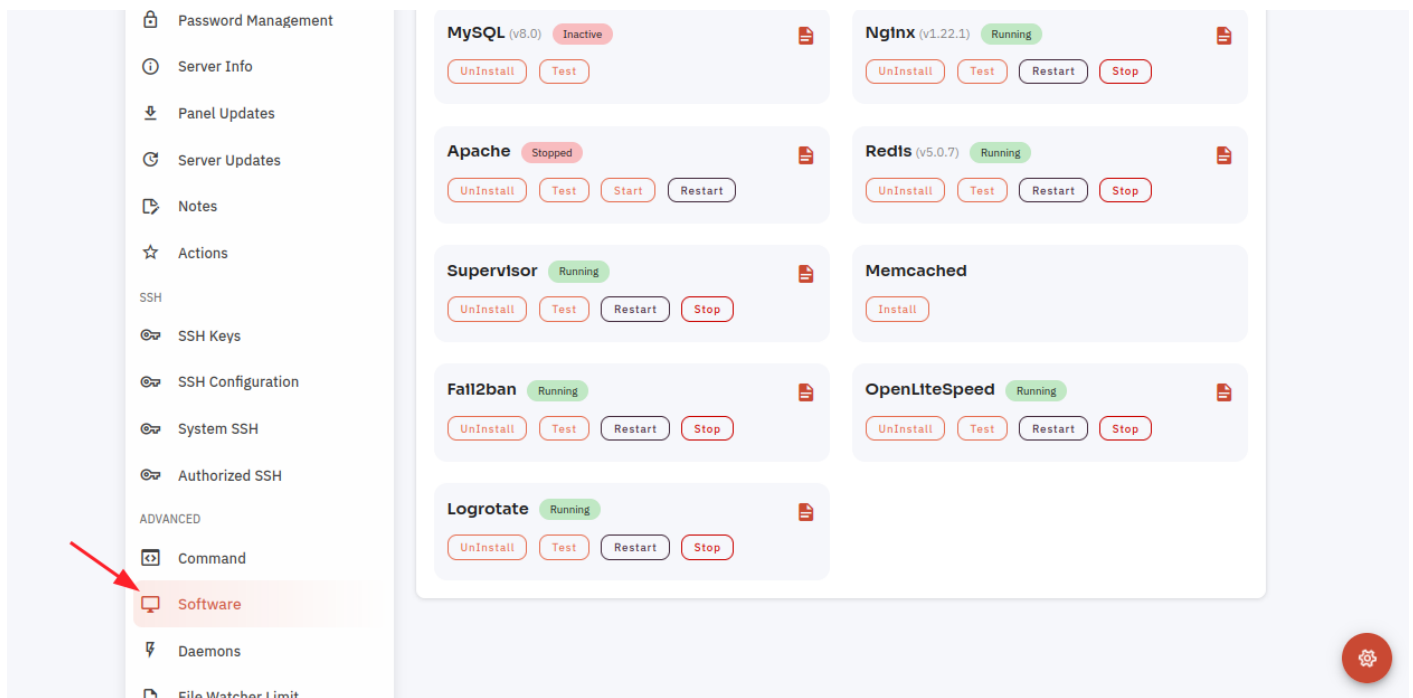 Password Management
Server Info
Panel Updates
Server Updates
Notes
Actions
SSH
SSH Keys
SSH Configuration
System SSH
Authorized SSH
ADVANCED
Command
Software
Daemons
File Watcher Limit
MySQL (v8.0) Inactive
UnInstall Test
Nginx (v1.22.1) Running
UnInstall Test Restart Stop
Apache Stopped
UnInstall Test Start Restart
Redis (v5.0.7) Running
UnInstall Test Restart Stop
Supervisor Running
UnInstall Test Restart Stop
Memcached
Install
Fail2ban Running
UnInstall Test Restart Stop
OpenLiteSpeed Running
UnInstall Test Restart Stop
Logrotate Running
UnInstall Test Restart Stop